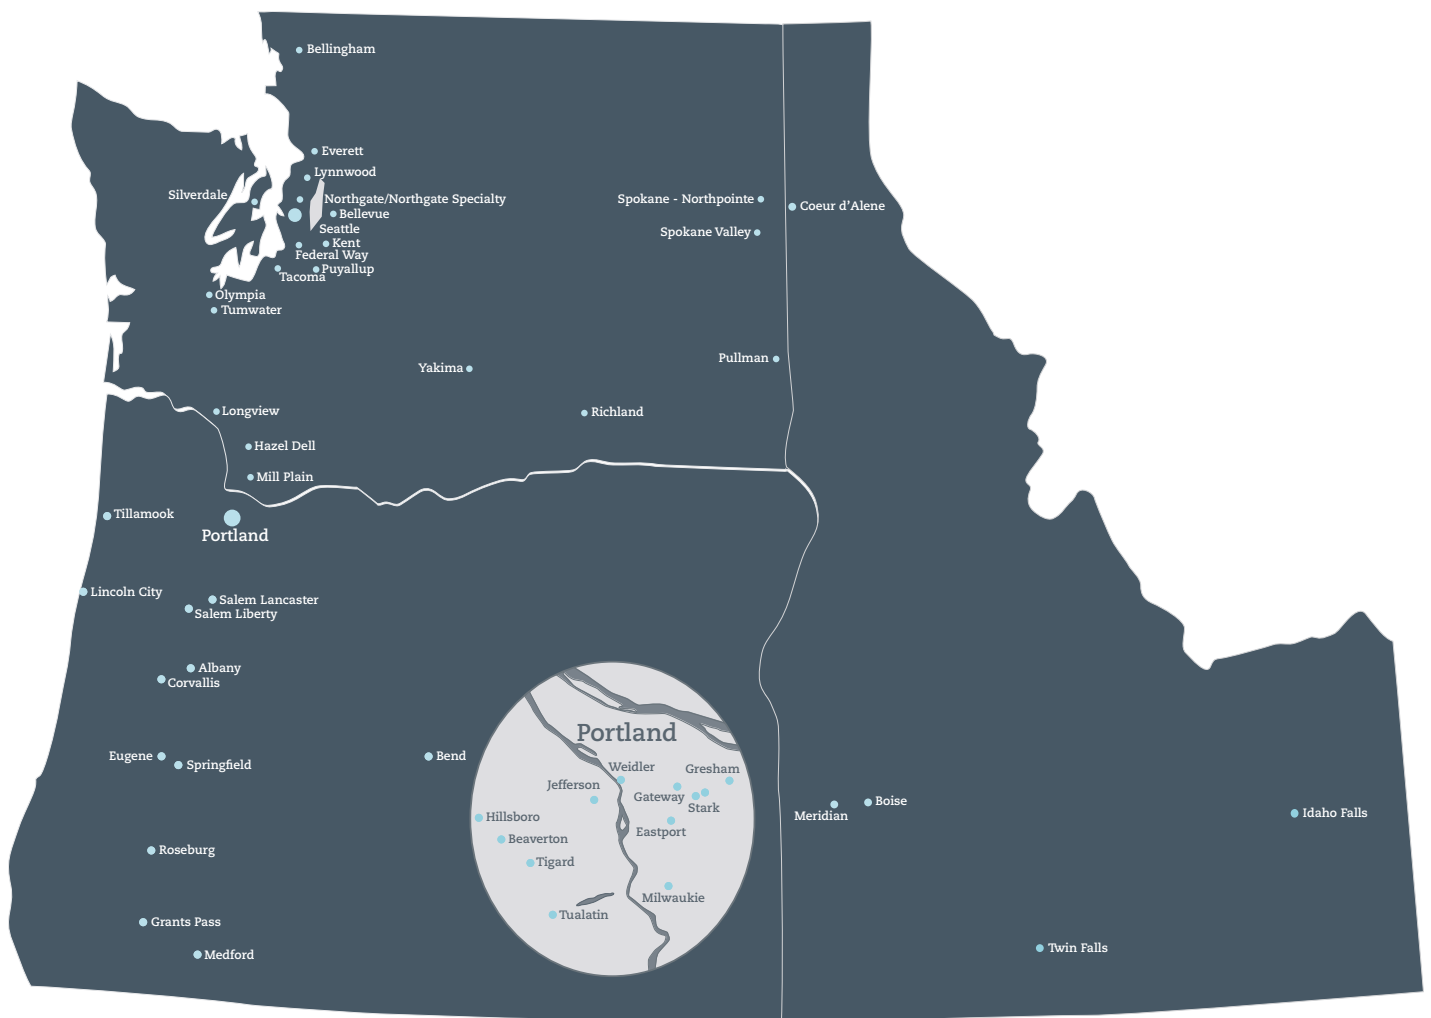 Bellingham
Everett
Lynnwood
Silverdale
Northgate/Northgate Specialty
Bellevue
Seattle
Kent
Federal Way
Puyallup
Tacoma
Olympia
Tumwater
Spokane - Northpointe
Coeur d’Alene
Spokane Valley
Pullman
Yakima
Longview
Richland
Hazel Dell
Mill Plain
Tillamook
Portland
Lincoln City
Salem Lancaster
Salem Liberty
Albany
Corvallis
Eugene
Springfield
Bend
Roseburg
Grants Pass
Medford
Portland
Weidler
Gresham
Jefferson
Gateway
Stark
Hillsboro
Eastport
Beaverton
Tigard
Milwaukie
Tualatin
Boise
Meridian
Idaho Falls
Twin Falls